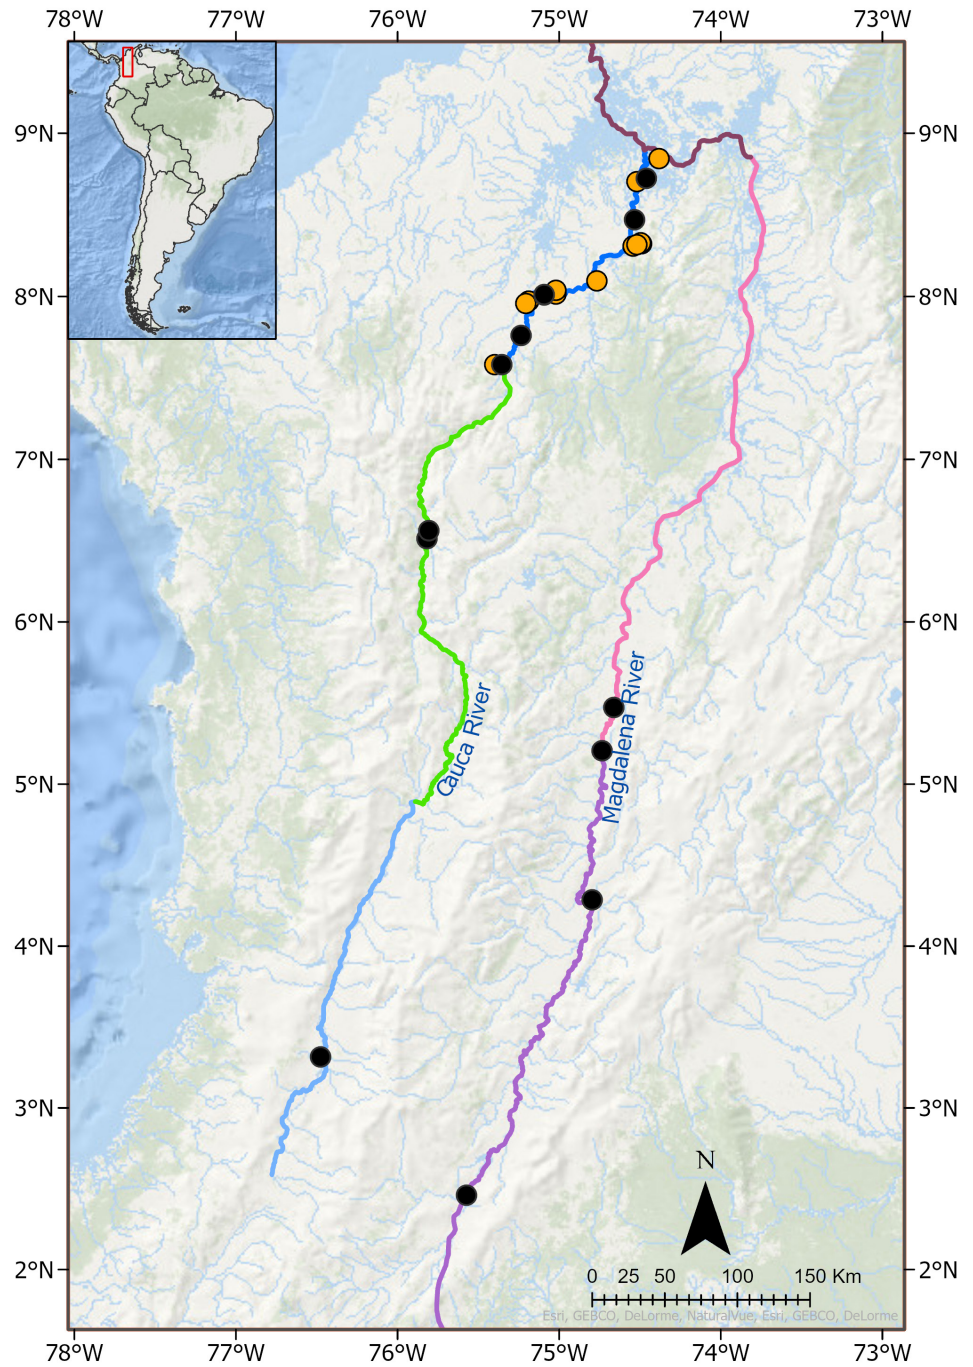 78°W 77°W 76°W 75°W 74°W 73°W
9°N 9°N
8°N 8°N
7°N 7°N
6°N 6°N
Cauca River
Magdalena River
5°N 5°N
4°N 4°N
3°N 3°N
N
2°N 2°N
0 25 50 100 150 Km
Esri, GEBCO, DeLorme, NaturalVue, Esri, GEBCO, DeLorme
78°W 77°W 76°W 75°W 74°W 73°W